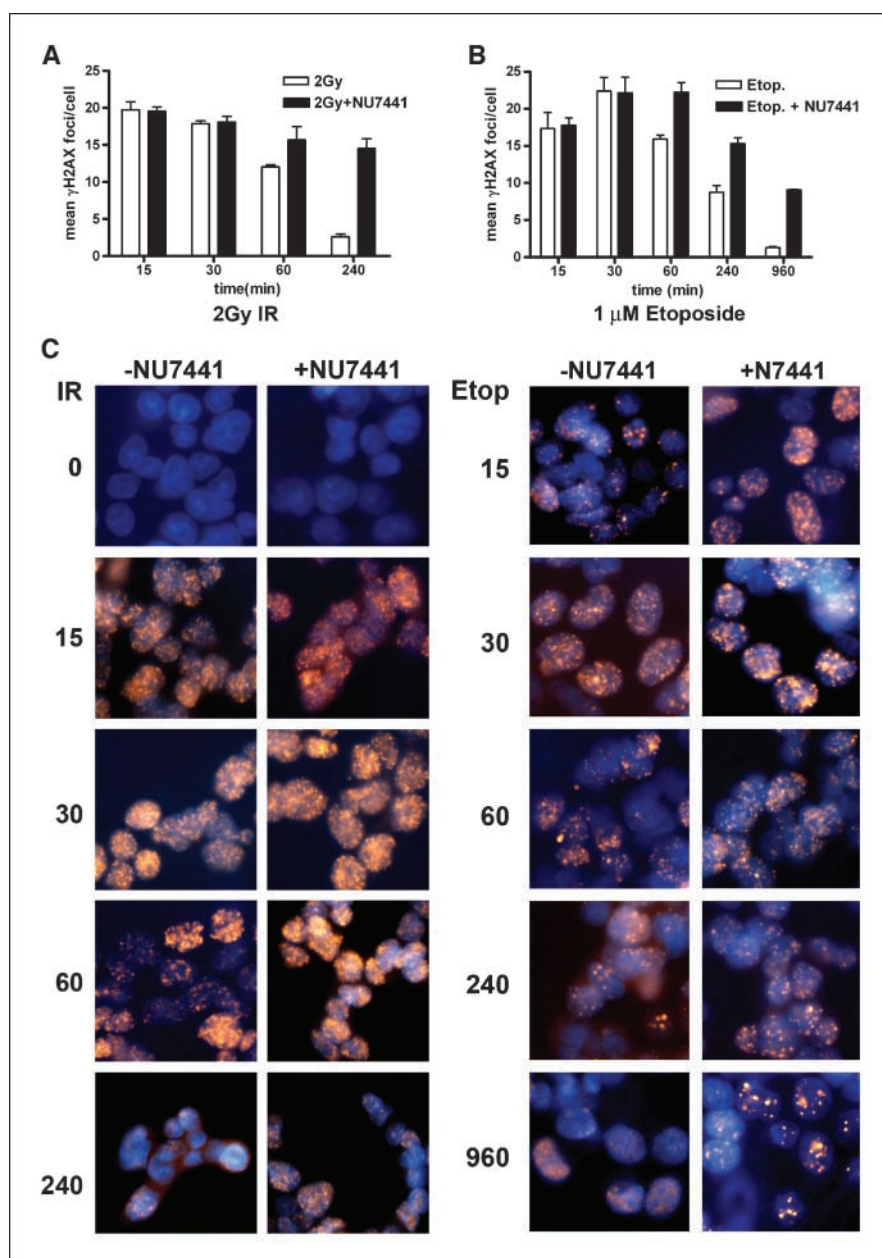 A
mean γH2AX foci/cell
25
20
15
10
5
0
2Gy
2Gy+NU7441
15 30 60 240
time(min)
2Gy IR
B
mean γH2AX foci/cell
25
20
15
10
5
0
Etop.
Etop. + NU7441
15 30 60 240 960
time (min)
1 μM Etoposide
C
-NU7441 +NU7441
IR
0
15
30
60
240
-NU7441 +N7441
Etop
15
30
60
240
960